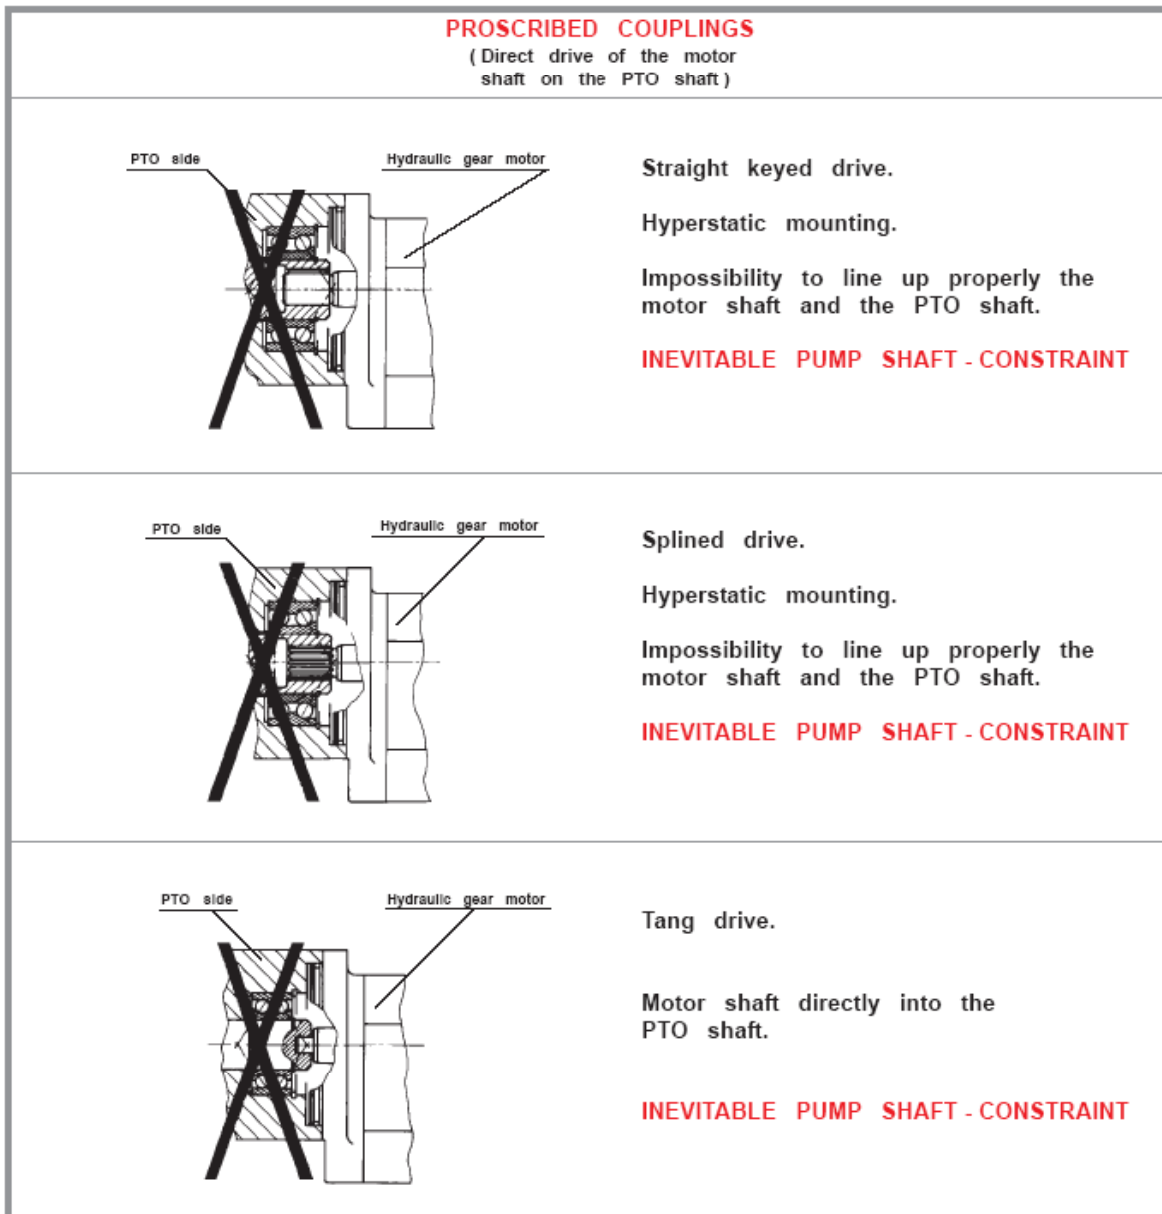 PROSCRIBED COUPLINGS
( Direct drive of the motor
shaft on the PTO shaft )
PTO side
Hydraulic gear motor
Straight keyed drive.
Hyperstatic mounting.
Impossibility to line up properly the
motor shaft and the PTO shaft.
INEVITABLE PUMP SHAFT - CONSTRAINT
PTO side
Hydraulic gear motor
Splined drive.
Hyperstatic mounting.
Impossibility to line up properly the
motor shaft and the PTO shaft.
INEVITABLE PUMP SHAFT - CONSTRAINT
PTO side
Hydraulic gear motor
Tang drive.
Motor shaft directly into the
PTO shaft.
INEVITABLE PUMP SHAFT - CONSTRAINT